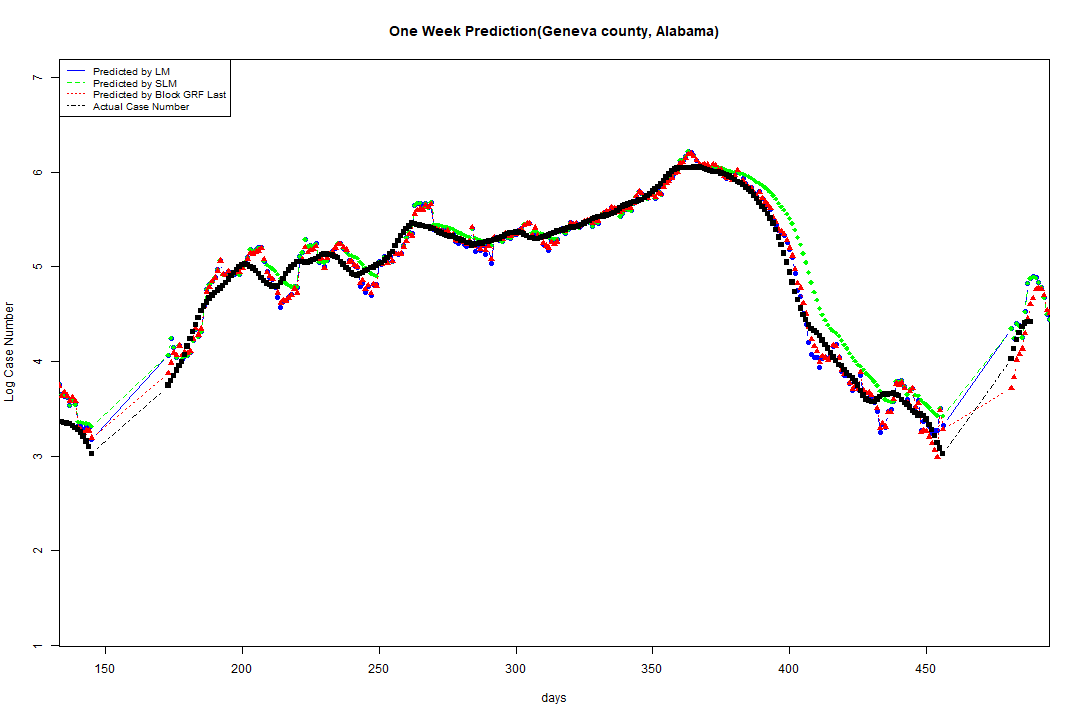 One Week Prediction(Geneva county, Alabama)
Predicted by LM
Predicted by SLM
Predicted by Block GRF Last
Actual Case Number
Log Case Number
7
6
5
4
3
2
1
150 200 250 300 350 400 450
days